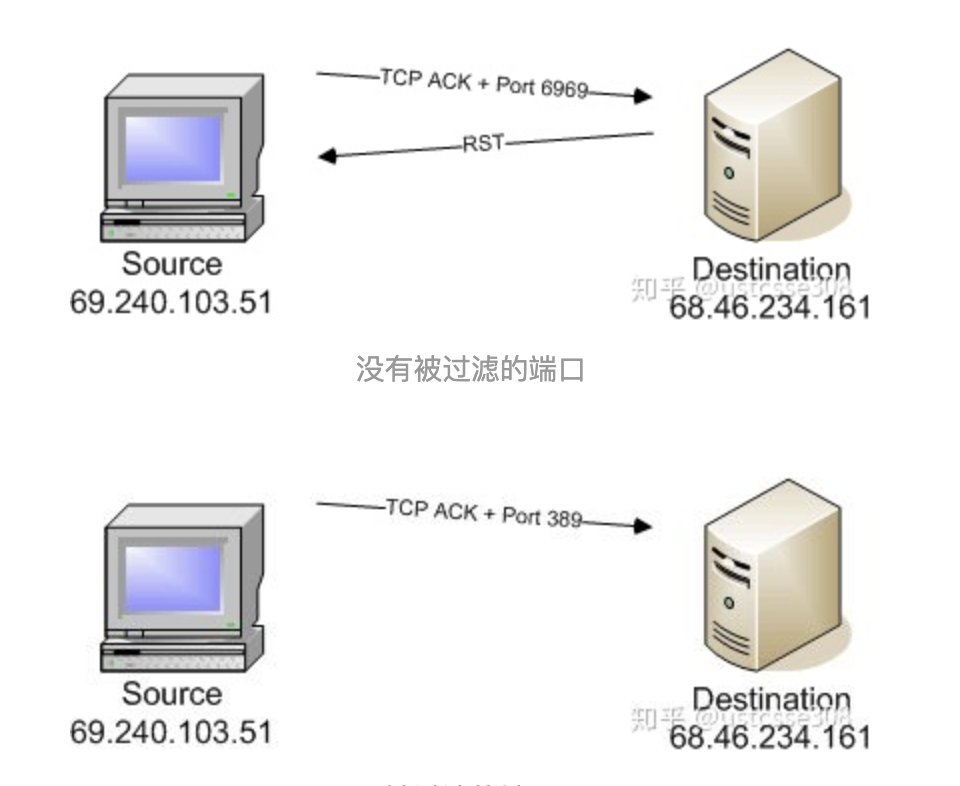 TCP ACK + Port 6969
RST
Source
69.240.103.51
Destination
知乎 @ustcsse308
68.46.234.161
没有被过滤的端口
TCP ACK + Port 389
Source
69.240.103.51
Destination
知乎 @ustcsse308
68.46.234.161